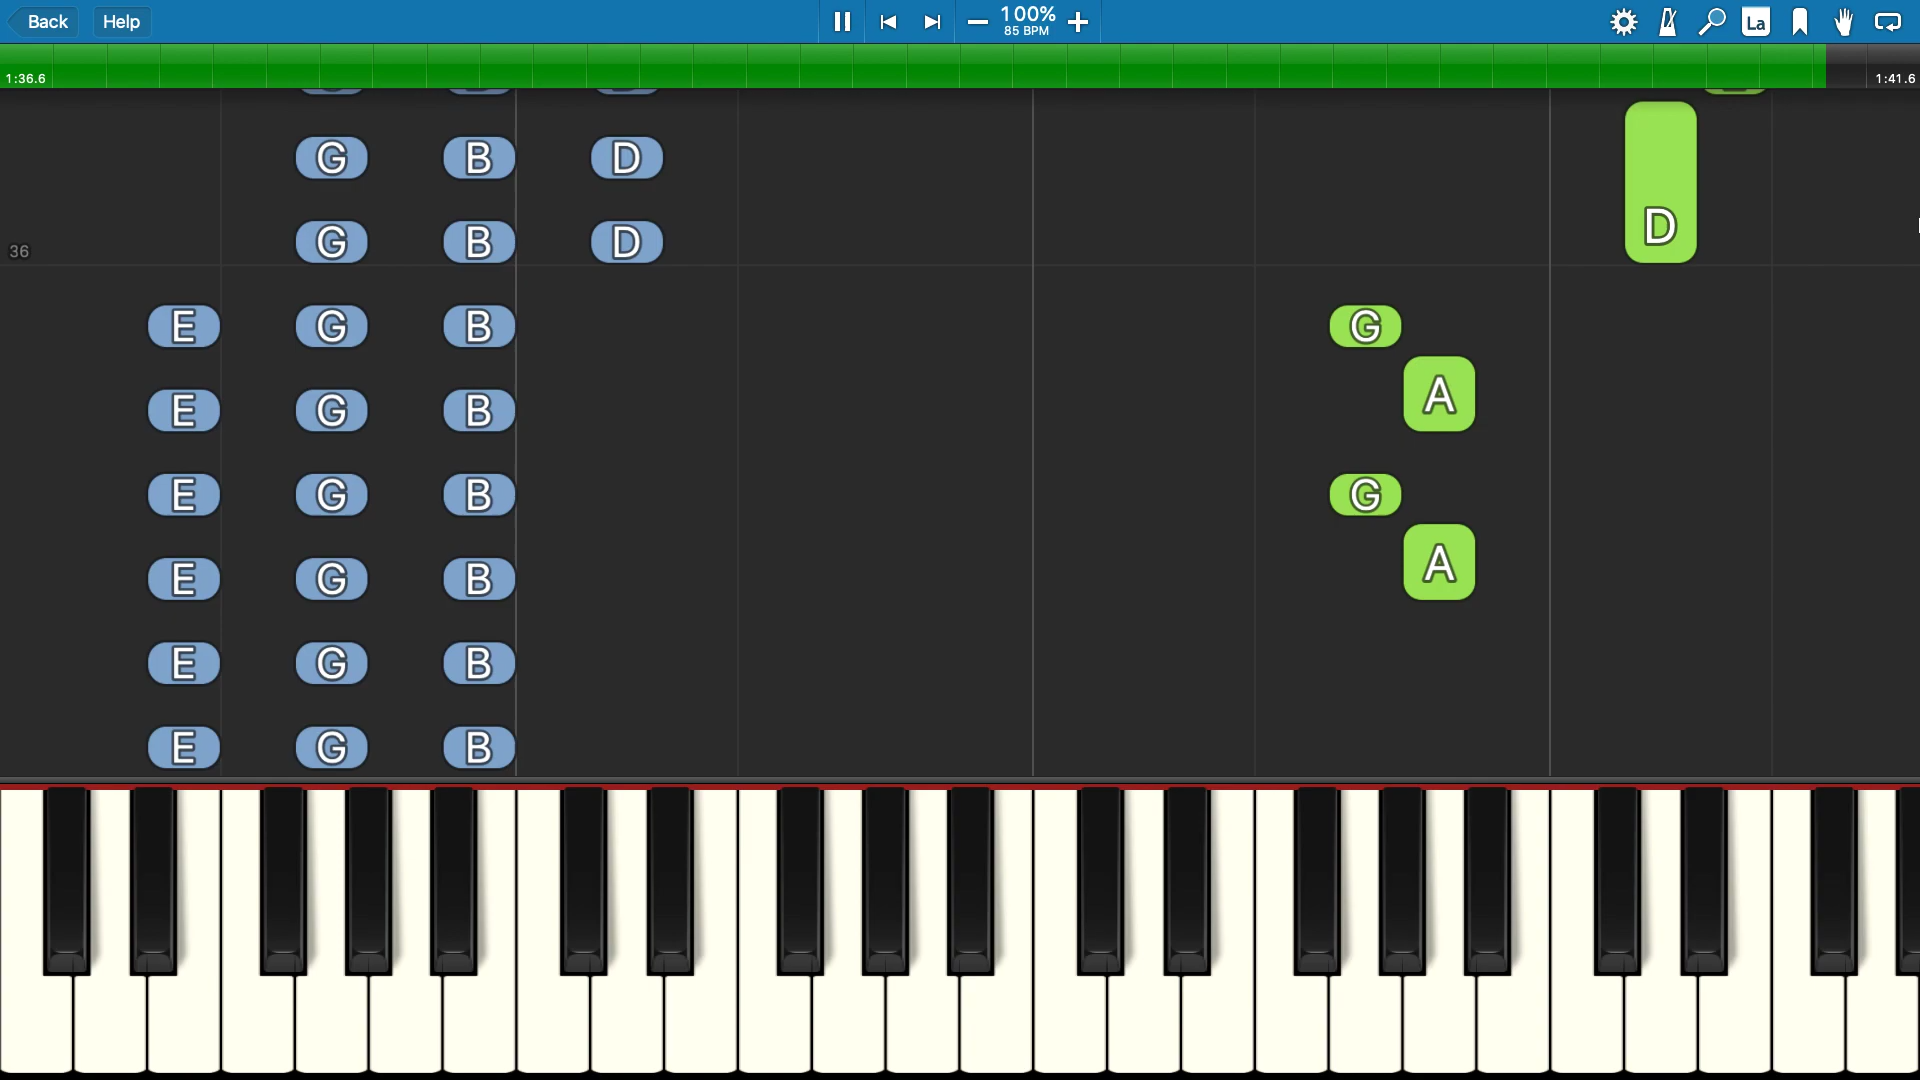 Back Help 100% La
85 BPM
1:36.6 1:41.6
G B D
D
G B D
36
E G B G
A
E G B
E G B G
A
E G B
E G B
E G B